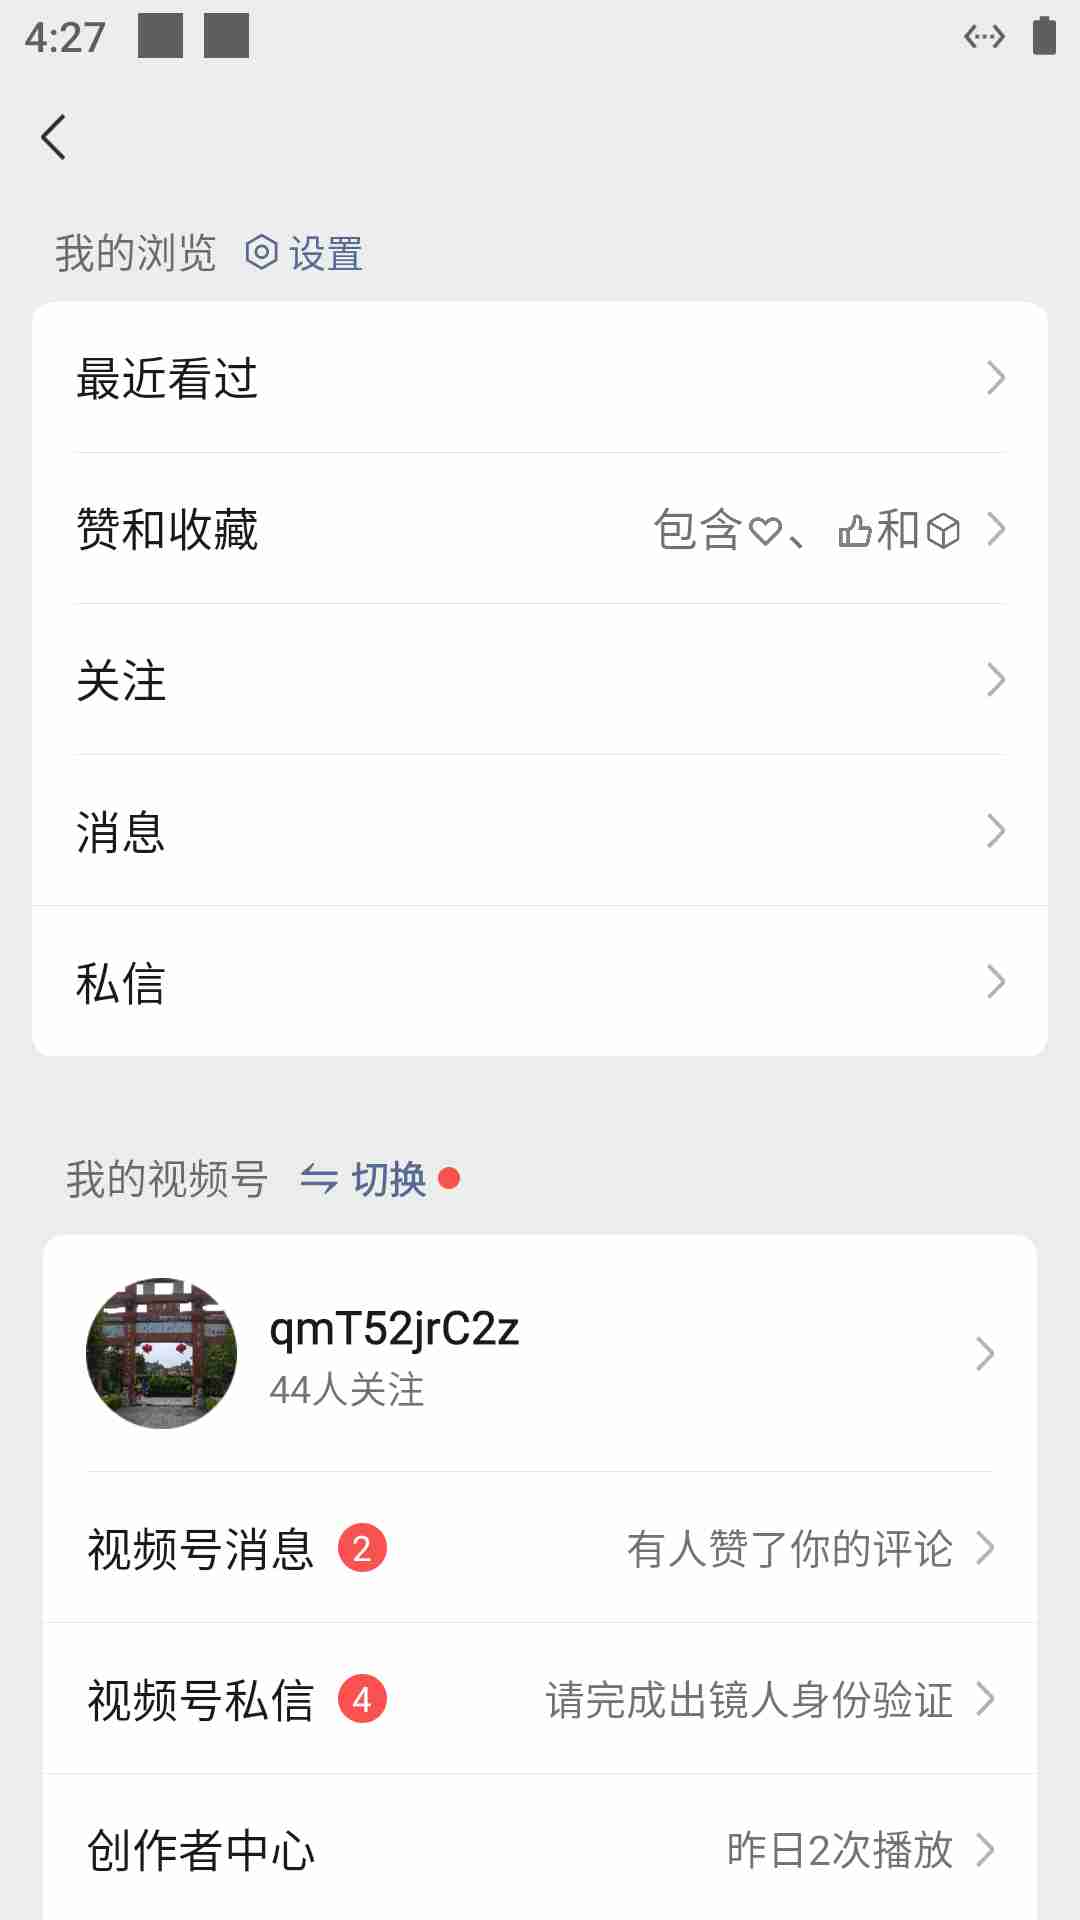 4:27
我的浏览 设置
最近看过
赞和收藏 包含、和
关注
消息
私信
我的视频号 切换
qmT52jrC2z
44人关注
视频号消息 2 有人赞了你的评论
视频号私信 4 请完成出镜人身份验证
创作者中心 昨日2次播放